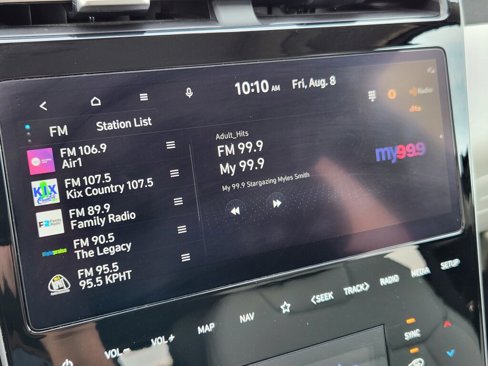 10:10 AM Fri, Aug. 8
FM Station List
FM 106.9
Air1
FM 107.5
Kix Country 107.5
FM 89.9
Family Radio
FM 90.5
The Legacy
FM 95.5
95.5 KPHT
KIX
Adult_Hits
FM 99.9
My 99.9
My 99.9 Stargazing Myles Smith
my99.9
VOL-
VOL+
MAP
NAV
<SEEK
TRACK>
RADIO
MEDIA
SETUP
SYNC